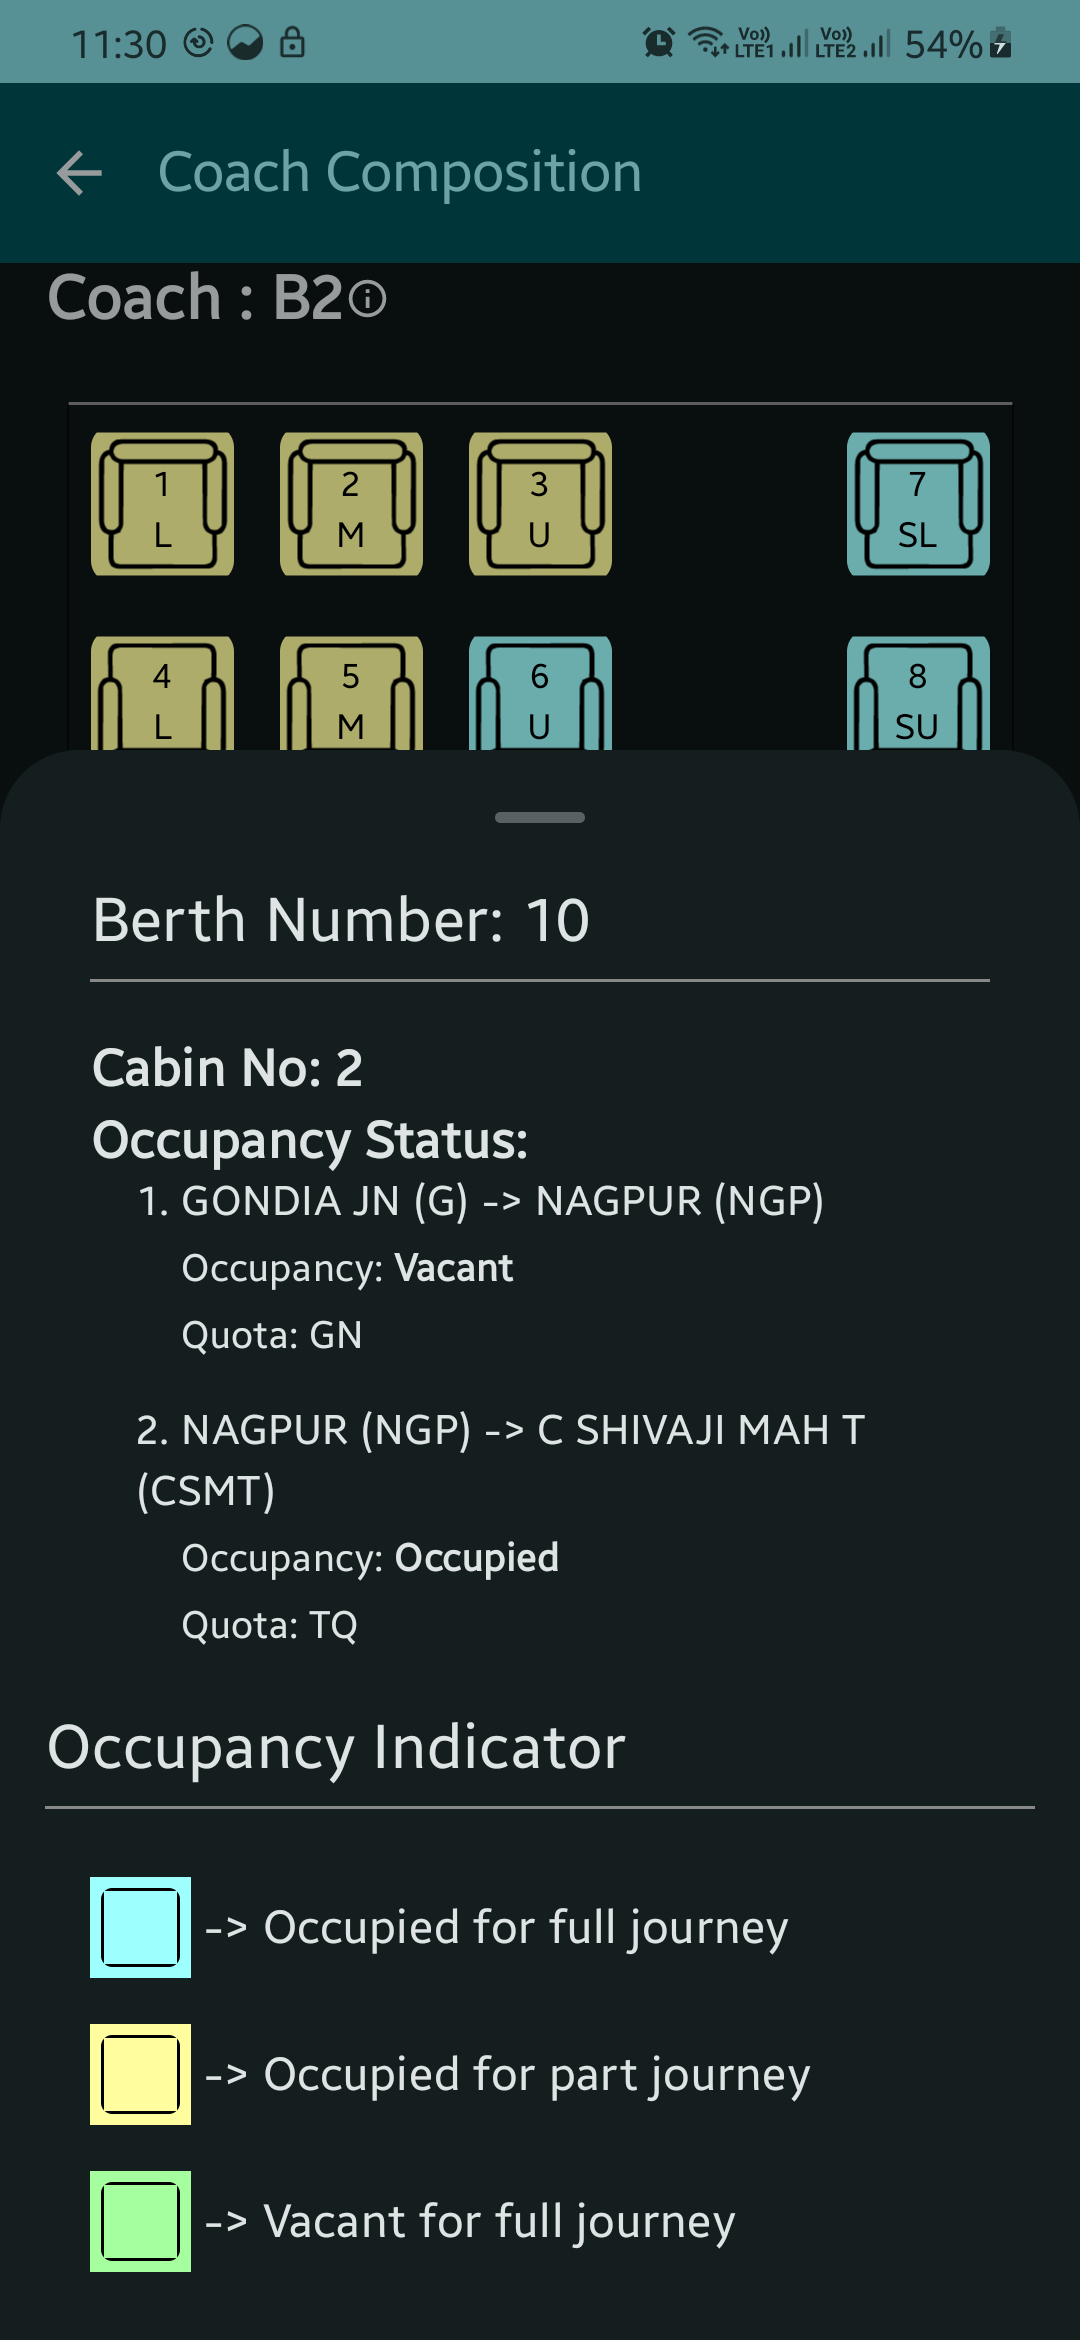 11:30 Vo)) LTE1 Vo)) LTE2 54%
Coach Composition
Coach : B2
1 2 3 7
L M U SL
4 5 6 8
L M U SU
Berth Number: 10
Cabin No: 2
Occupancy Status:
1. GONDIA JN (G) -> NAGPUR (NGP)
Occupancy: Vacant
Quota: GN
2. NAGPUR (NGP) -> C SHIVAJI MAH T
(CSMT)
Occupancy: Occupied
Quota: TQ
Occupancy Indicator
-> Occupied for full journey
-> Occupied for part journey
-> Vacant for full journey